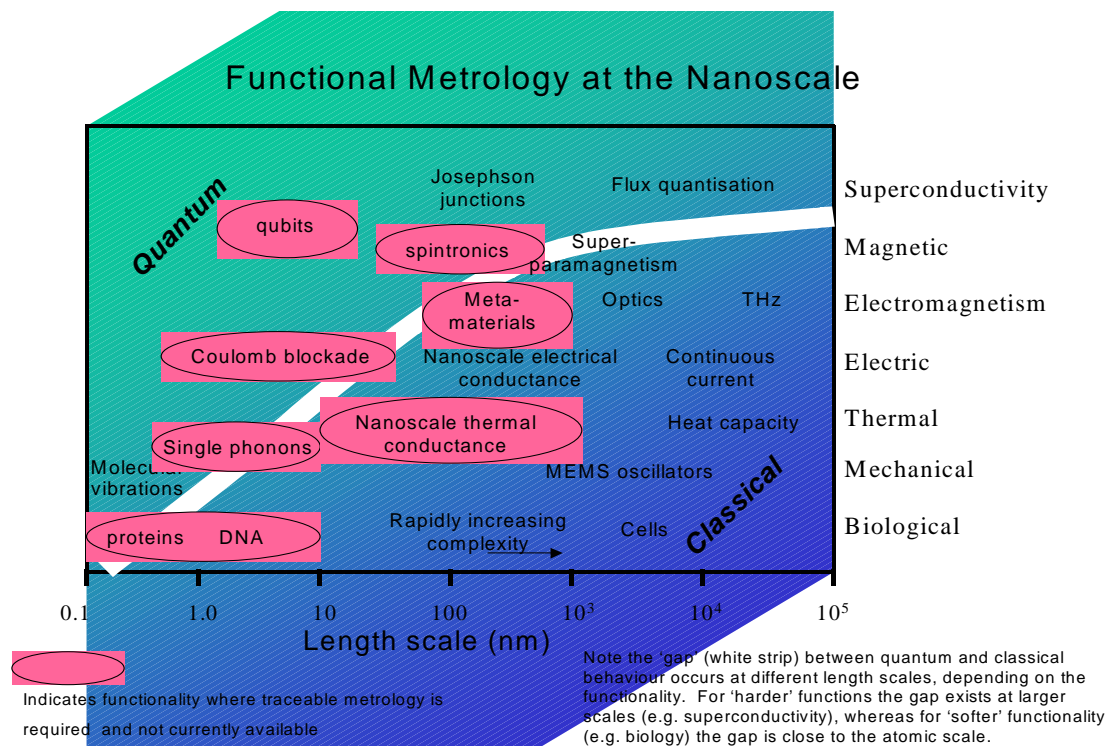 Functional Metrology at the Nanoscale
Quantum
Josephson
junctions
Flux quantisation
Superconductivity
qubits
spintronics
Super-
paramagnetism
Magnetic
Meta-
materials
Optics
THz
Electromagnetism
Coulomb blockade
Nanoscale electrical
conductance
Continuous
current
Electric
Nanoscale thermal
conductance
Heat capacity
Thermal
Single phonons
Molecular
vibrations
MEMS oscillators
Mechanical
Classical
proteins
DNA
Rapidly increasing
complexity
Cells
Biological
0.1
1.0
10
100
10³
10⁴
10⁵
Length scale (nm)
Indicates functionality where traceable metrology is
required and not currently available
Note the ‘gap’ (white strip) between quantum and classical
behaviour occurs at different length scales, depending on the
functionality. For ‘harder’ functions the gap exists at larger
scales (e.g. superconductivity), whereas for ‘softer’ functionality
(e.g. biology) the gap is close to the atomic scale.